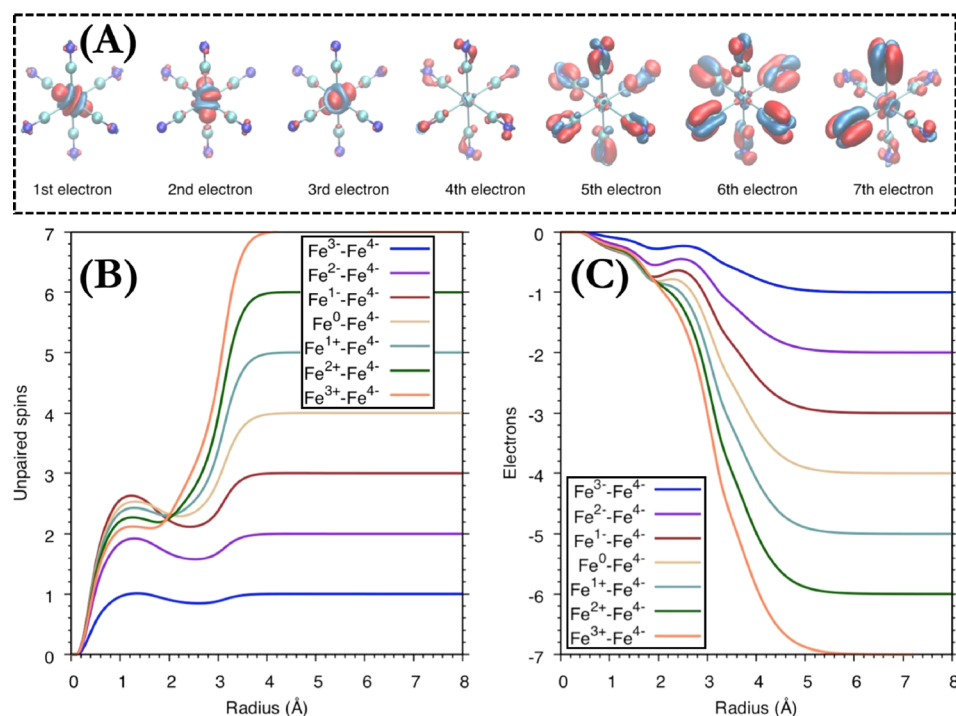 (A)
1st electron 2nd electron 3rd electron 4th electron 5th electron 6th electron 7th electron
(B)
Unpaired spins
7
6
5
4
3
2
1
0
Fe³⁻-Fe⁴⁻
Fe²⁻-Fe⁴⁻
Fe¹⁻-Fe⁴⁻
Fe⁰-Fe⁴⁻
Fe¹⁺-Fe⁴⁻
Fe²⁺-Fe⁴⁻
Fe³⁺-Fe⁴⁻
0 1 2 3 4 5 6 7 8
Radius (Å)
(C)
Electrons
0
-1
-2
-3
-4
-5
-6
-7
Fe³⁻-Fe⁴⁻
Fe²⁻-Fe⁴⁻
Fe¹⁻-Fe⁴⁻
Fe⁰-Fe⁴⁻
Fe¹⁺-Fe⁴⁻
Fe²⁺-Fe⁴⁻
Fe³⁺-Fe⁴⁻
0 1 2 3 4 5 6 7 8
Radius (Å)